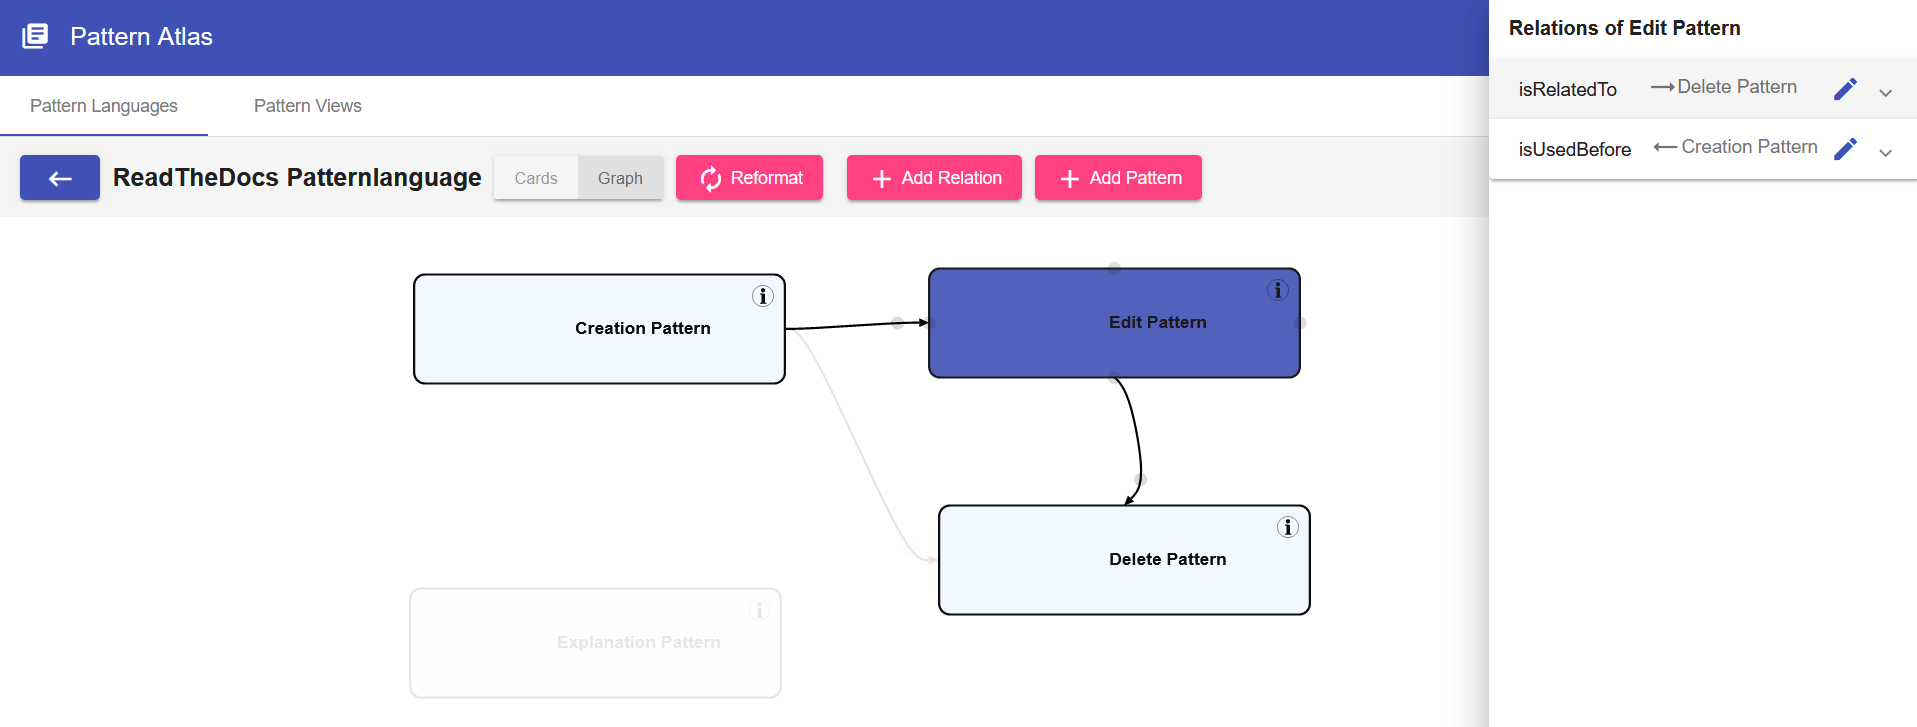 Pattern Atlas
Pattern Languages
Pattern Views
ReadTheDocs Patternlanguage
Cards
Graph
Reformat
Add Relation
Add Pattern
Creation Pattern
Edit Pattern
Delete Pattern
Explanation Pattern
Relations of Edit Pattern
isRelatedTo Delete Pattern
isUsedBefore Creation Pattern